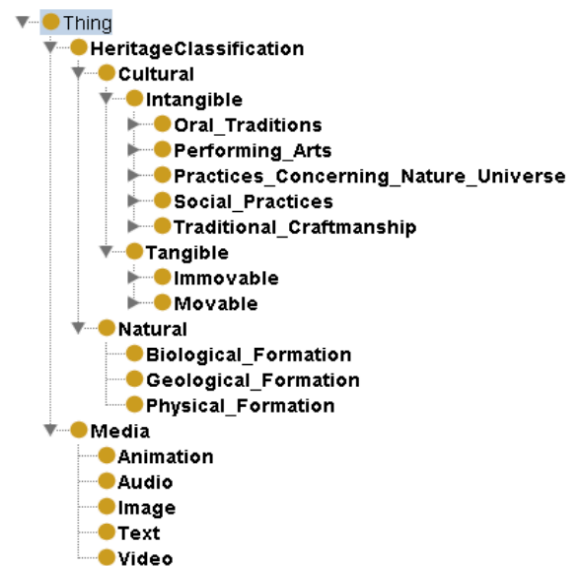 Thing
HeritageClassification
Cultural
Intangible
Oral_Traditions
Performing_Arts
Practices_Concerning_Nature_Universe
Social_Practices
Traditional_Craftmanship
Tangible
Immovable
Movable
Natural
Biological_Formation
Geological_Formation
Physical_Formation
Media
Animation
Audio
Image
Text
Video